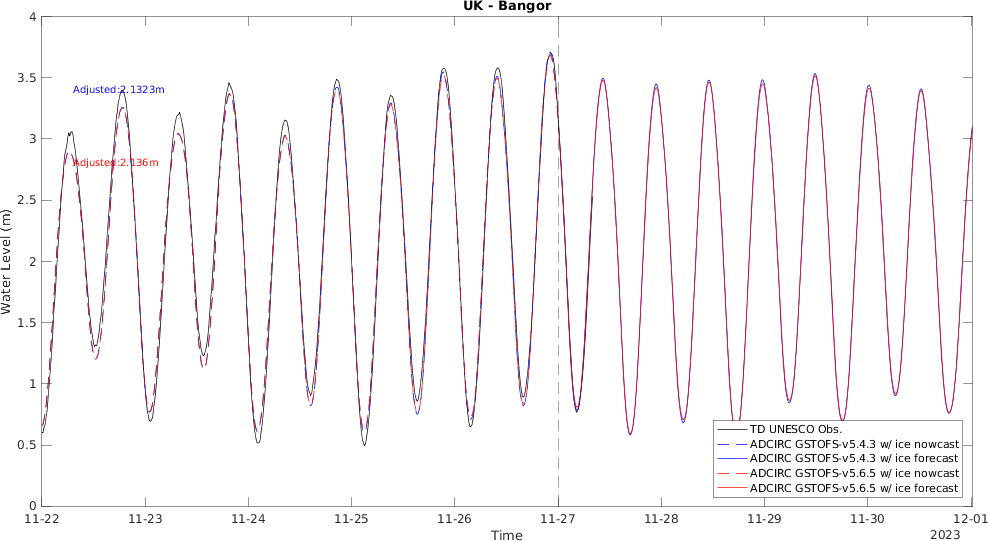 UK - Bangor
4
3.5
3
2.5
2
1.5
1
0.5
0
Water Level (m)
Adjusted:2.1323m
Adjusted:2.136m
TD UNESCO Obs.
ADCIRC GSTOFS-v5.4.3 w/ ice nowcast
ADCIRC GSTOFS-v5.4.3 w/ ice forecast
ADCIRC GSTOFS-v5.6.5 w/ ice nowcast
ADCIRC GSTOFS-v5.6.5 w/ ice forecast
11-22 11-23 11-24 11-25 11-26 11-27 11-28 11-29 11-30 12-01
Time
2023